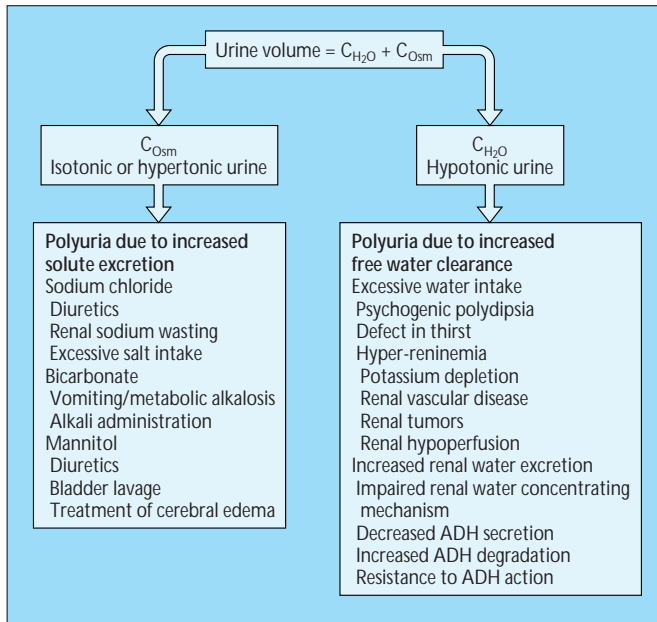 Urine volume = C_H₂O + C_Osm
C_Osm
Isotonic or hypertonic urine
C_H₂O
Hypotonic urine
Polyuria due to increased
solute excretion
Sodium chloride
Diuretics
Renal sodium wasting
Excessive salt intake
Bicarbonate
Vomiting/metabolic alkalosis
Alkali administration
Mannitol
Diuretics
Bladder lavage
Treatment of cerebral edema
Polyuria due to increased
free water clearance
Excessive water intake
Psychogenic polydipsia
Defect in thirst
Hyper-reninemia
Potassium depletion
Renal vascular disease
Renal tumors
Renal hypoperfusion
Increased renal water excretion
Impaired renal water concentrating
mechanism
Decreased ADH secretion
Increased ADH degradation
Resistance to ADH action